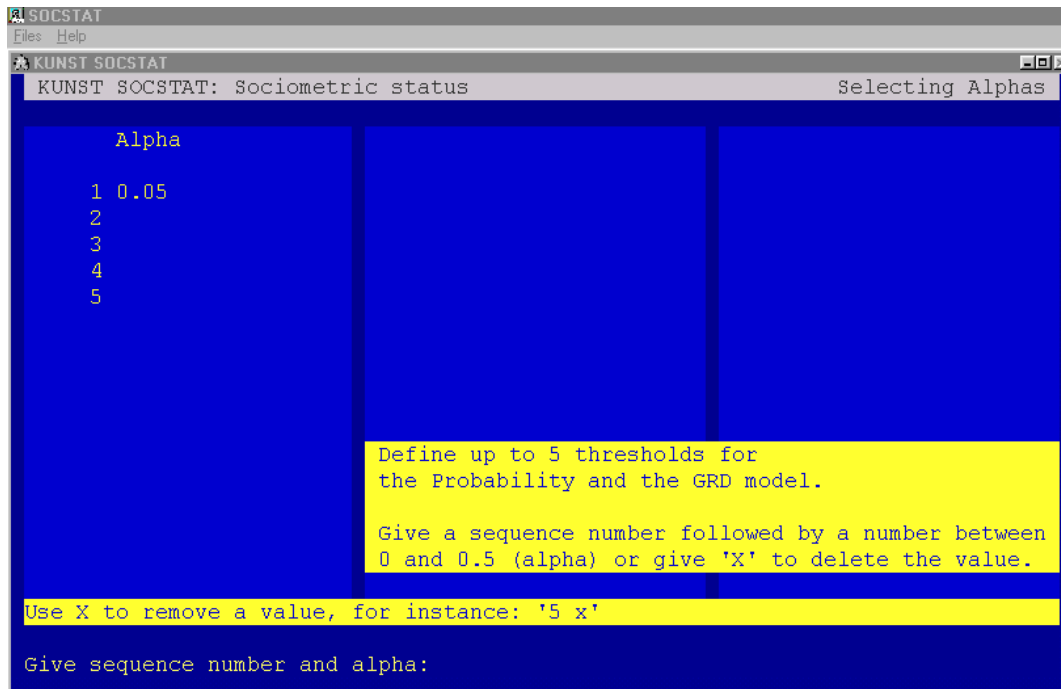 SOCSTAT
Files Help
KUNST SOCSTAT
KUNST SOCSTAT: Sociometric status Selecting Alphas
Alpha
1 0.05
2
3
4
5
Define up to 5 thresholds for
the Probability and the GRD model.
Give a sequence number followed by a number between
0 and 0.5 (alpha) or give 'X' to delete the value.
Use X to remove a value, for instance: '5 x'
Give sequence number and alpha: